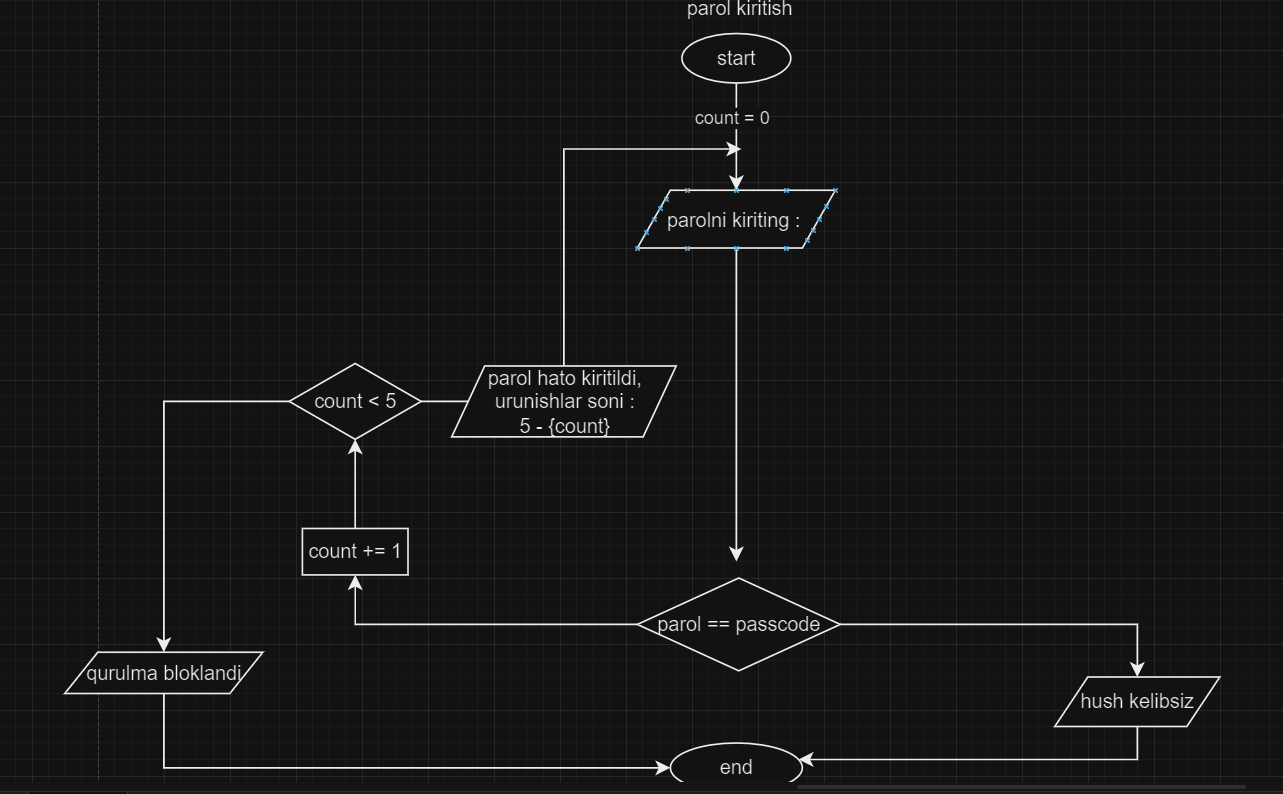 parol kiritish
start
count = 0
parolni kiriting :
parol hato kiritildi,
urunishlar soni :
5 - {count}
count < 5
count += 1
parol == passcode
qurulma bloklandi
hush kelibsiz
end